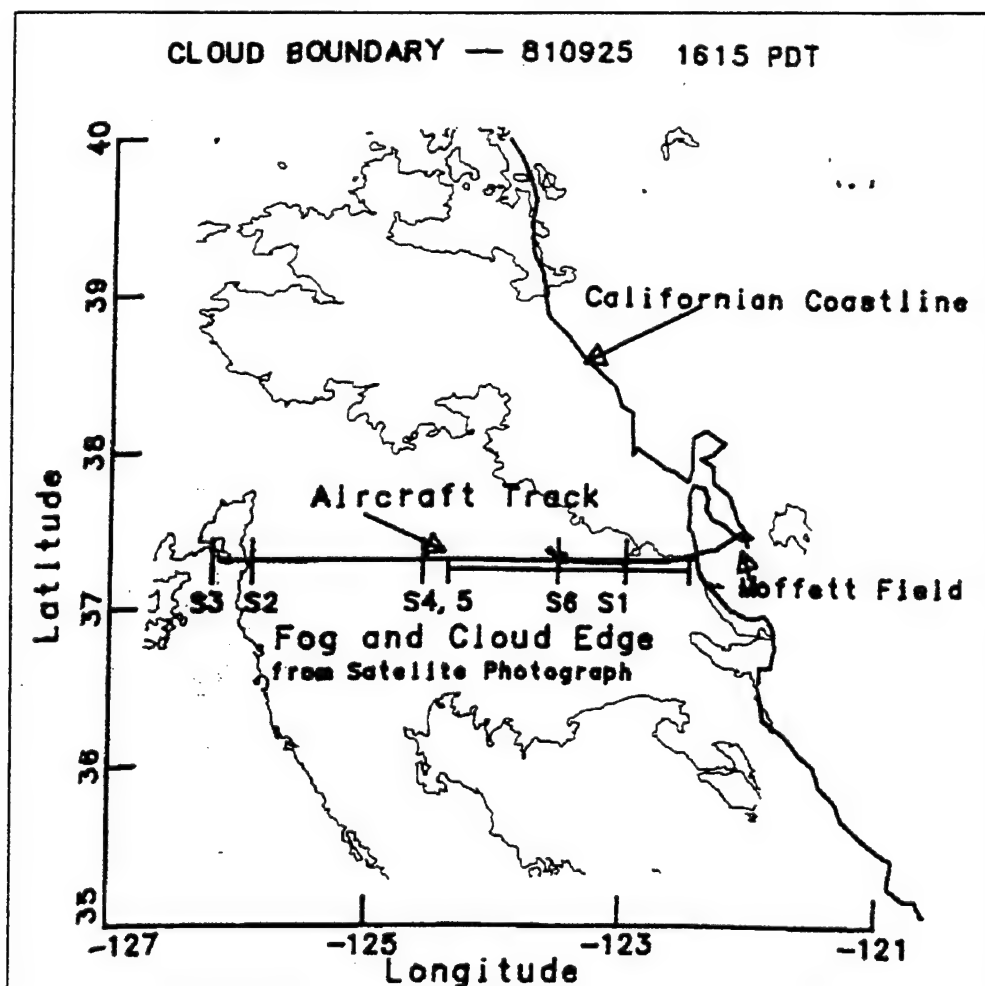 CLOUD BOUNDARY — 810925 1615 PDT
40
39
Californian Coastline
38
Aircraft Track
Latitude
37
S3 S2 S4, 5 S6 S1 Moffett Field
Fog and Cloud Edge
from Satelite Photograph
36
35
-127 -125 -123 -121
Longitude